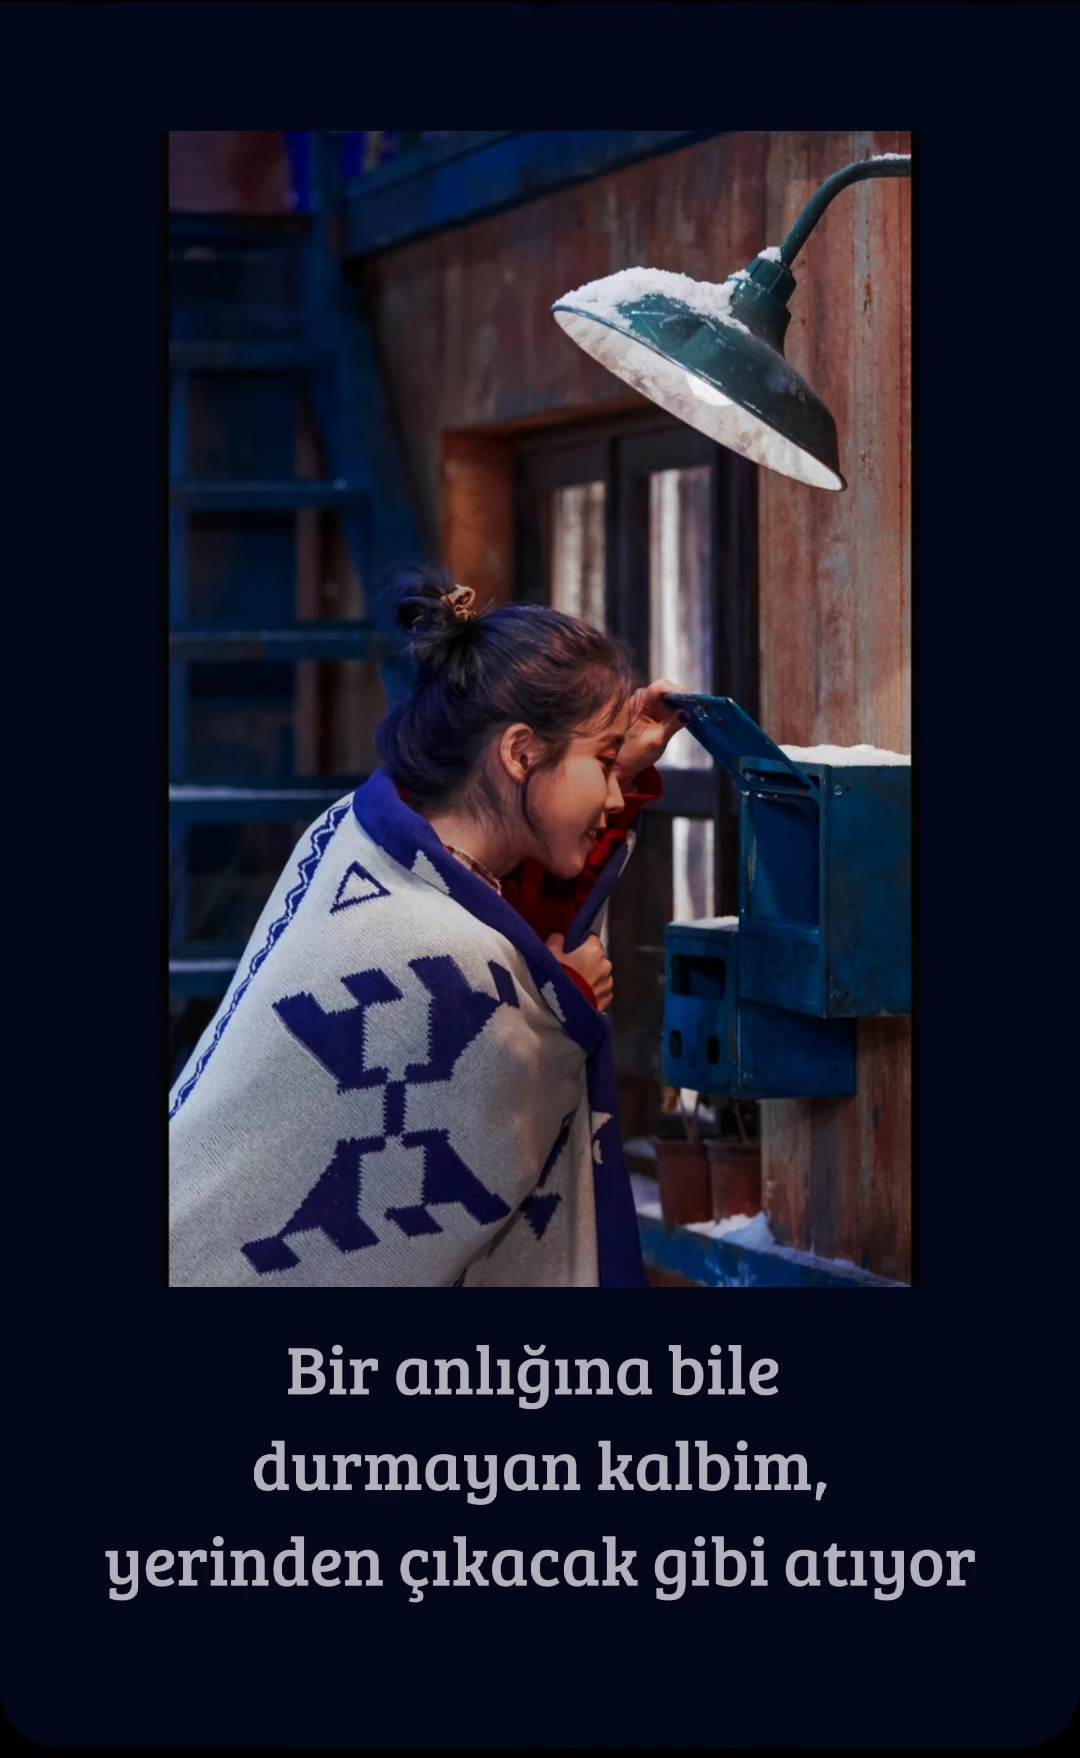 Bir anlığına bile
durmayan kalbim,
yerinden çıkacak gibi atıyor